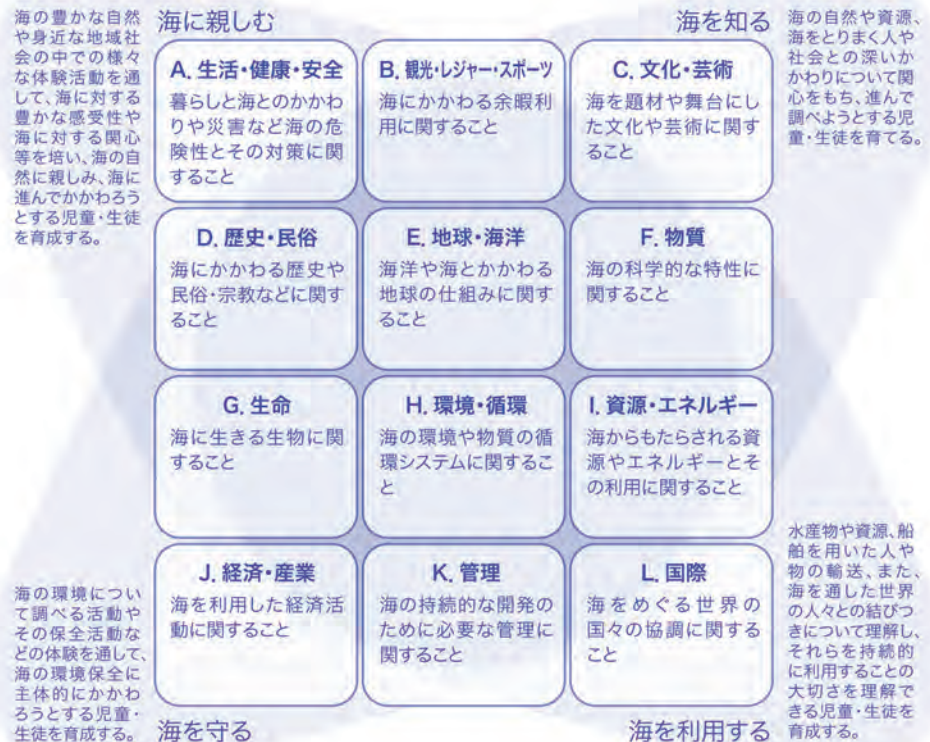 海に親しむ
海の豊かな自然
や身近な地域社
会の中での様々
な体験活動を通
して、海に対する
豊かな感受性や
海に対する関心
等を培い、海の自
然に親しみ、海に
進んでかかわろう
とする児童・生徒
を育成する。
海を知る
海の自然や資源、
海をとりまく人や
社会との深いか
かわりについて関
心をもち、進んで
調べようとする児
童・生徒を育てる。
A. 生活・健康・安全
暮らしと海とのかかわ
りや災害など海の危
険性とその対策に関
すること
B. 観光・レジャー・スポーツ
海にかかわる余暇利
用に関すること
C. 文化・芸術
海を題材や舞台にし
た文化や芸術に関す
ること
D. 歴史・民俗
海にかかわる歴史や
民俗・宗教などに関す
ること
E. 地球・海洋
海洋や海とかかわる
地球の仕組みに関す
ること
F. 物質
海の科学的な特性に
関すること
G. 生命
海に生きる生物に関
すること
H. 環境・循環
海の環境や物質の循
環システムに関するこ
と
I. 資源・エネルギー
海からもたらされる資
源やエネルギーとそ
の利用に関すること
J. 経済・産業
海を利用した経済活
動に関すること
K. 管理
海の持続的な開発の
ために必要な管理に
関すること
L. 国際
海をめぐる世界の
国々の協調に関する
こと
海の環境につい
て調べる活動や
その保全活動な
どの体験を通して、
海の環境保全に
主体的にかかわ
ろうとする児童・
生徒を育成する。
海を守る
水産物や資源、船
舶を用いた人や
物の輸送、また、
海を通した世界
の人々との結びつ
きについて理解し、
それらを持続的
に利用することの
大切さを理解で
きる児童・生徒を
育成する。
海を利用する